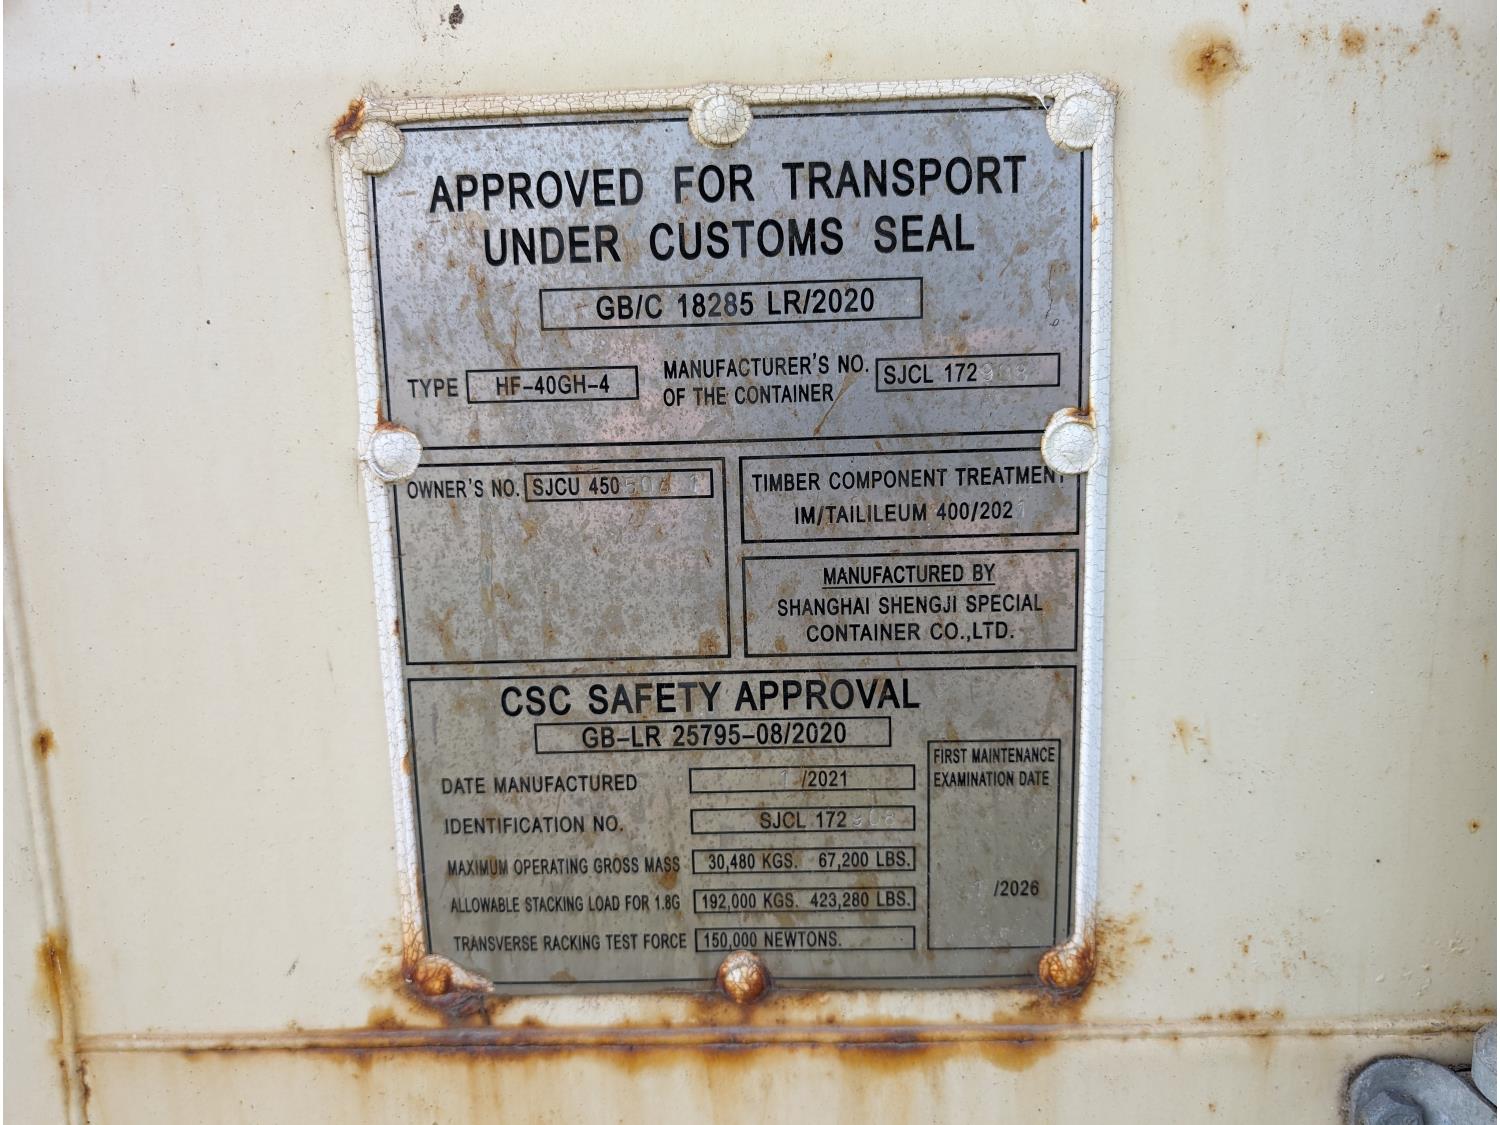 APPROVED FOR TRANSPORT
UNDER CUSTOMS SEAL
GB/C 18285 LR/2020
TYPE HF-40GH-4
MANUFACTURER'S NO.
OF THE CONTAINER
SJCL 172908
OWNER'S NO. SJCU 450
TIMBER COMPONENT TREATMENT
IM/TAILILEUM 400/2021
MANUFACTURED BY
SHANGHAI SHENGJI SPECIAL
CONTAINER CO.,LTD.
CSC SAFETY APPROVAL
GB-LR 25795-08/2020
DATE MANUFACTURED /2021
IDENTIFICATION NO. SJCL 172908
MAXIMUM OPERATING GROSS MASS 30,480 KGS. 67,200 LBS.
ALLOWABLE STACKING LOAD FOR 1.8G 192,000 KGS. 423,280 LBS.
TRANSVERSE RACKING TEST FORCE 150,000 NEWTONS.
FIRST MAINTENANCE
EXAMINATION DATE
/2026